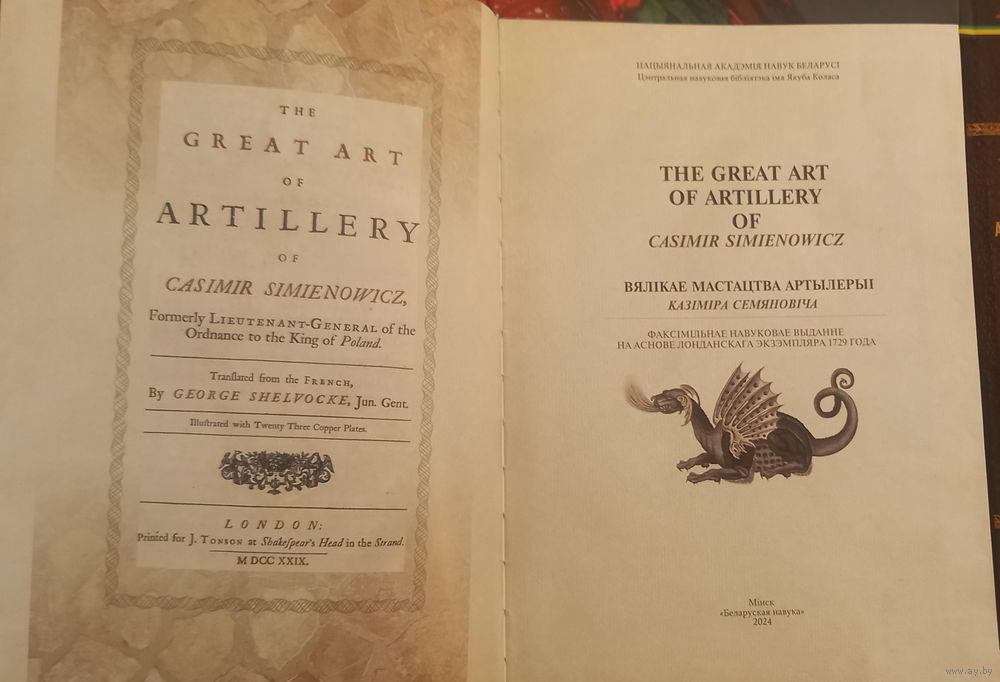 THE
GREAT ART
OF
ARTILLERY
OF
CASIMIR SIMIENOWICZ,
Formerly LIEUTENANT-GENERAL of the
Ordnance to the King of Poland.
Tranſlated from the FRENCH,
By GEORGE SHELVOCKE, Jun. Gent.
Illuſtrated with Twenty Three Copper Plates.
LONDON:
Printed for J. TONSON at Shakeſpear's Head in the Strand.
M DCC XXIX.
НАЦЫЯНАЛЬНАЯ АКАДЭМІЯ НАВУК БЕЛАРУСІ
Цэнтральная навуковая бібліятэка імя Якуба Коласа
THE GREAT ART
OF ARTILLERY
OF
CASIMIR SIMIENOWICZ
ВЯЛІКАЕ МАСТАЦТВА АРТЫЛЕРЫІ
КАЗІМІРА СЕМЯНОВІЧА
ФАКСІМІЛЬНАЕ НАВУКОВАЕ ВЫДАННЕ
НА АСНОВЕ ЛОНДАНСКАГА ЭКЗЭМПЛЯРА 1729 ГОДА
Мінск
«Беларуская навука»
2024
www.ay.by